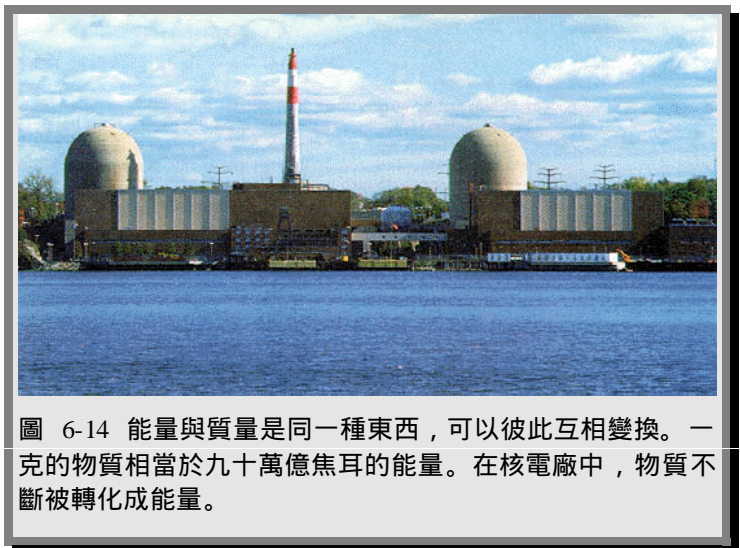 圖 6-14 能量與質量是同一種東西，可以彼此互相變換。一
克的物質相當於九十萬億焦耳的能量。在核電廠中，物質不
斷被轉化成能量。